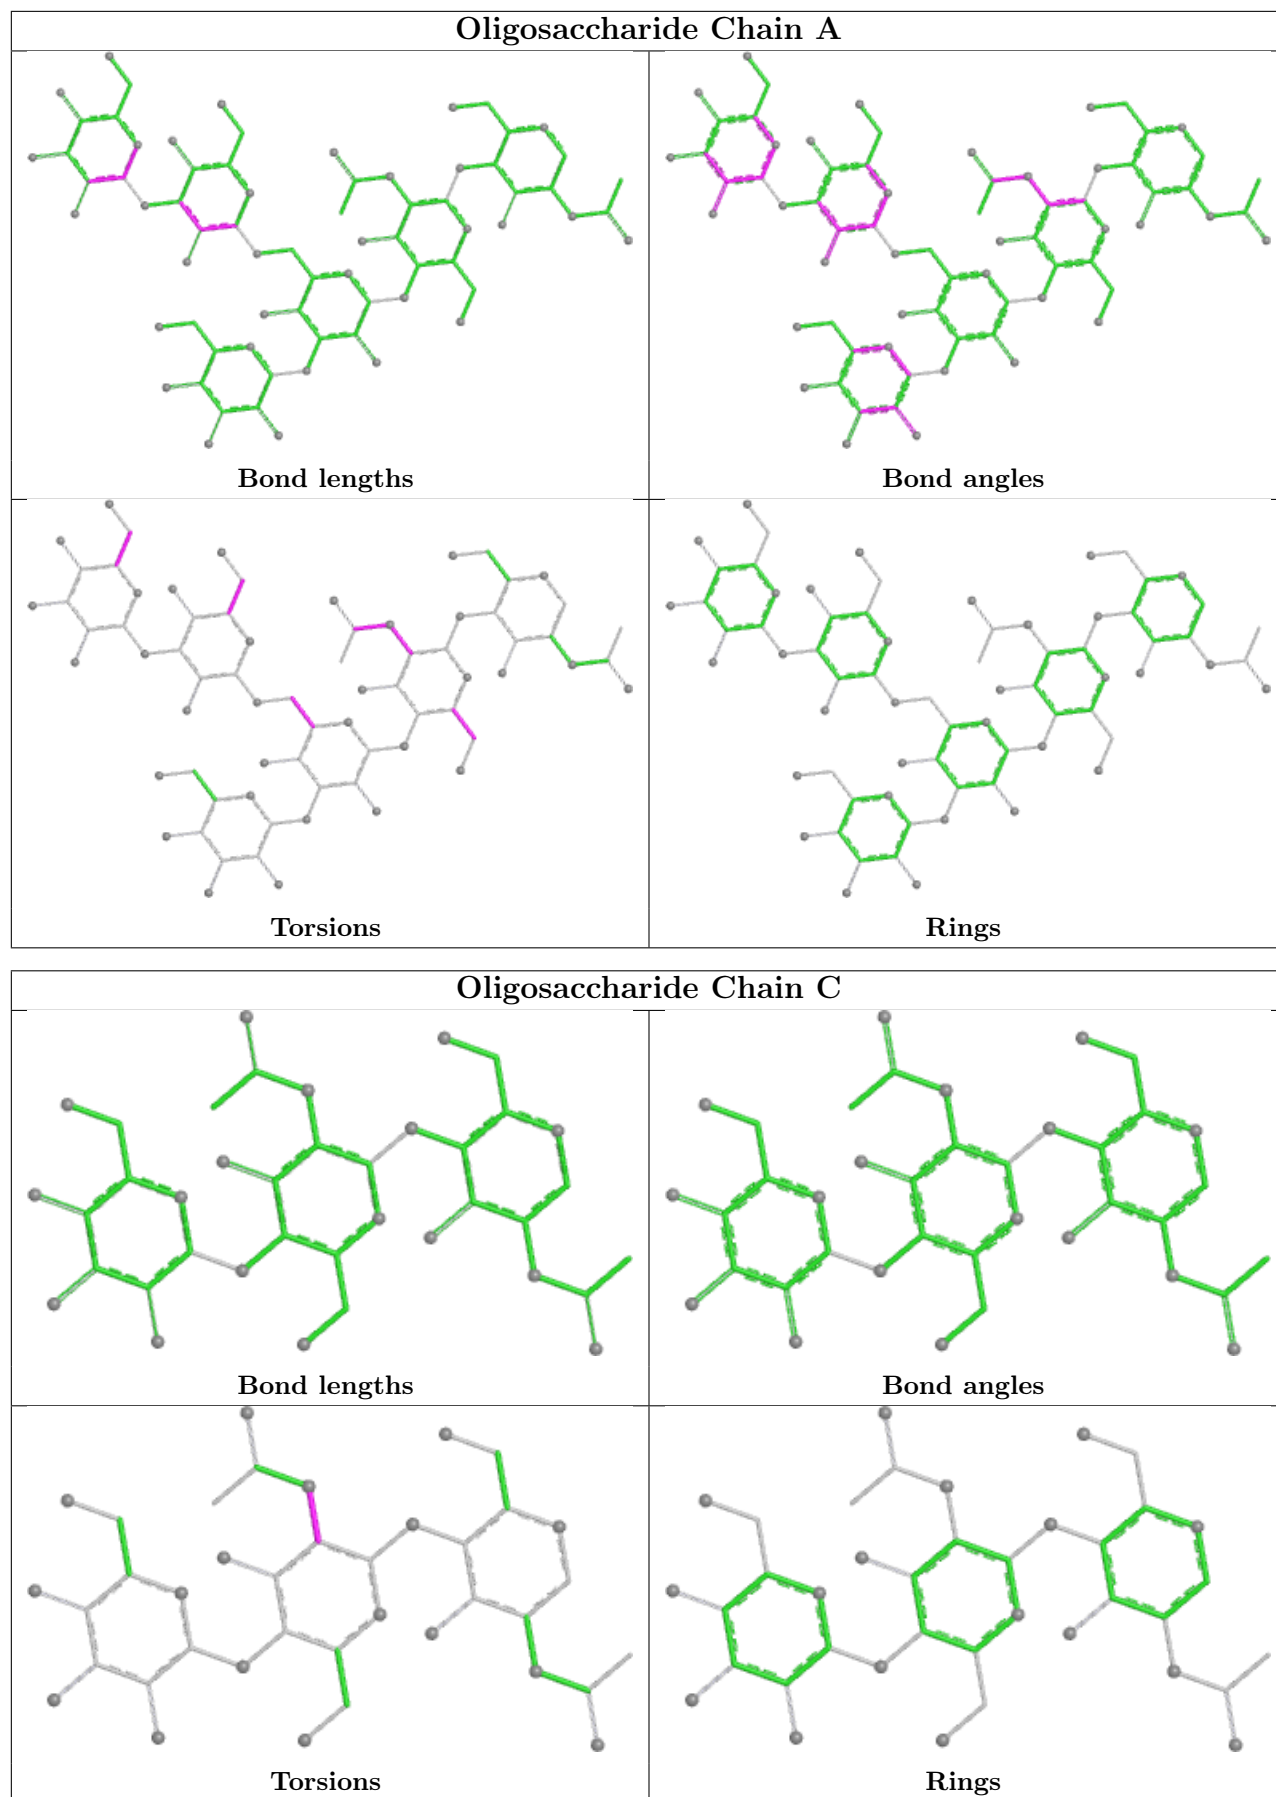 Oligosaccharide Chain A
Bond lengths
Bond angles
Torsions
Rings
Oligosaccharide Chain C
Bond lengths
Bond angles
Torsions
Rings